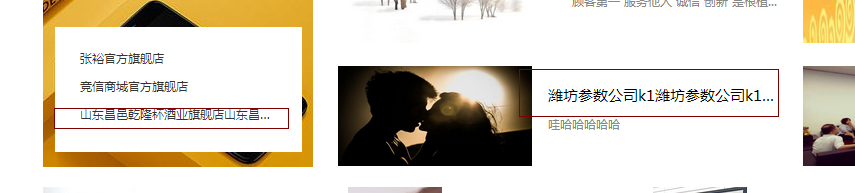 顾客第一 服务他人 诚信 创新 是根植...
张裕官方旗舰店
竞信商城官方旗舰店
山东昌邑乾隆杯酒业旗舰店山东昌...
潍坊参数公司k1潍坊参数公司k1...
哇哈哈哈哈哈